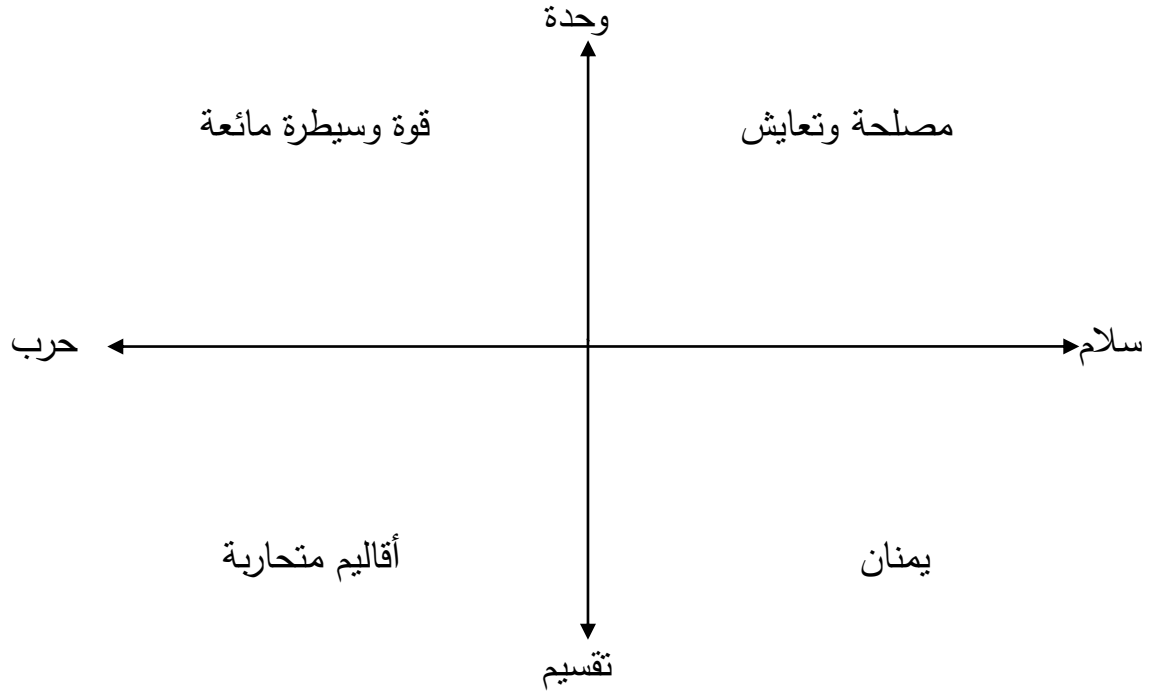 وحدة
مصلحة وتعايش
قوة وسيطرة مائعة
سلام
حرب
يمنان
أقاليم متحاربة
تقسيم